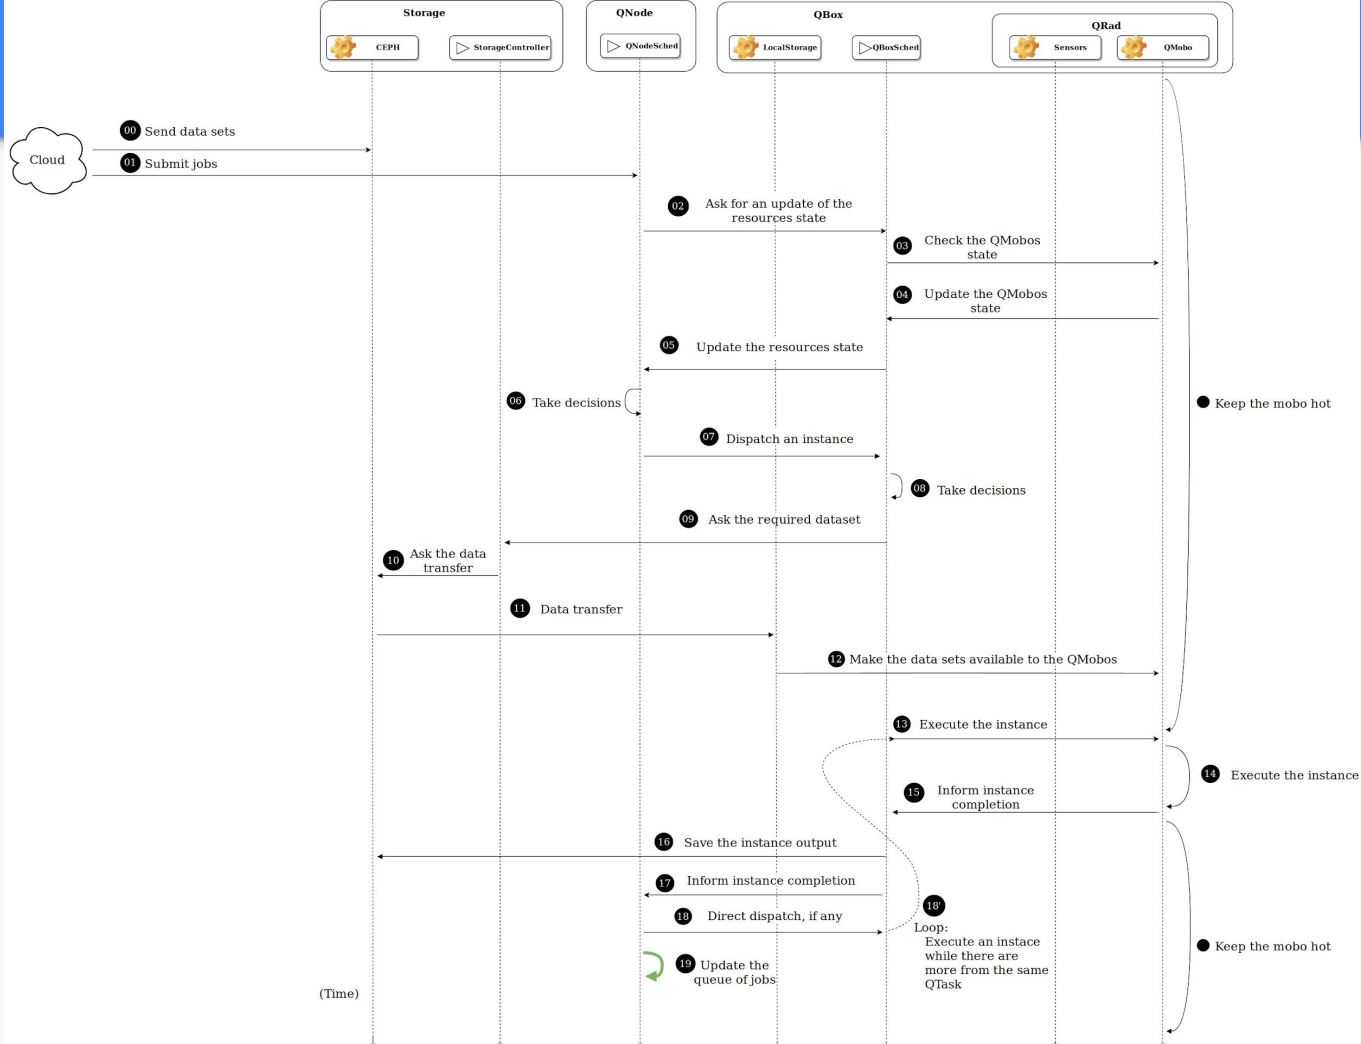 Storage
QNode
QBox
QRad
CEPH
StorageController
QNodeSched
LocalStorage
QBoxSched
Sensors
QMobo
Cloud
00 Send data sets
01 Submit jobs
02 Ask for an update of the
resources state
03 Check the QMobos
state
04 Update the QMobos
state
05 Update the resources state
06 Take decisions
Keep the mobo hot
07 Dispatch an instance
08 Take decisions
09 Ask the required dataset
10 Ask the data
transfer
11 Data transfer
12 Make the data sets available to the QMobos
13 Execute the instance
14 Execute the instance
15 Inform instance
completion
16 Save the instance output
17 Inform instance completion
18 Direct dispatch, if any
18'
Loop:
Execute an instace
while there are
more from the same
QTask
Keep the mobo hot
19 Update the
queue of jobs
(Time)